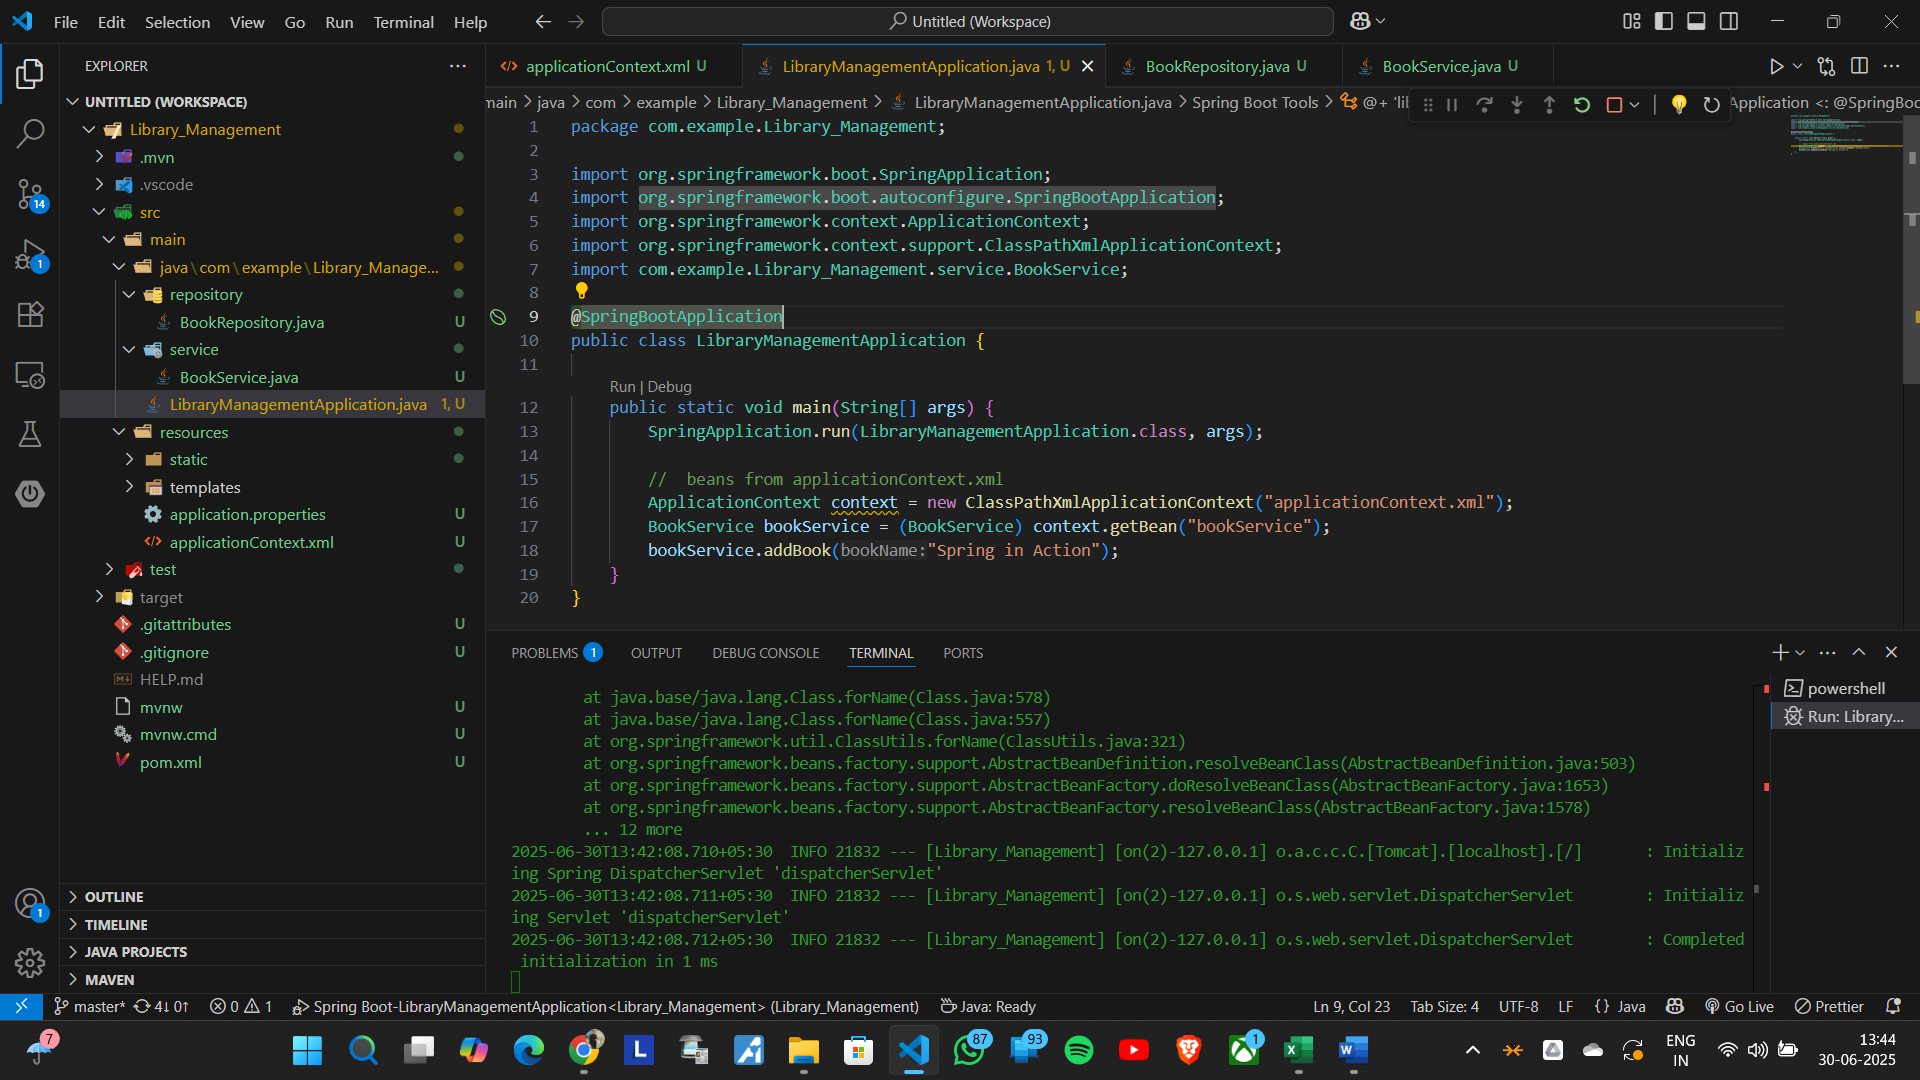 File Edit Selection View Go Run Terminal Help
Untitled (Workspace)
EXPLORER
UNTITLED (WORKSPACE)
Library_Management
.mvn
.vscode
src
main
java\com\example\Library_Manage...
repository
BookRepository.java U
service
BookService.java U
LibraryManagementApplication.java 1, U
resources
static
templates
application.properties U
applicationContext.xml U
test
target
.gitattributes U
.gitignore U
HELP.md
mvnw U
mvnw.cmd U
pom.xml U
OUTLINE
TIMELINE
JAVA PROJECTS
MAVEN
14
1
1
applicationContext.xml U
LibraryManagementApplication.java 1, U
BookRepository.java U
BookService.java U
main > java > com > example > Library_Management > LibraryManagementApplication.java > Spring Boot Tools > @+ 'lib
Application <: @SpringBoo
1 package com.example.Library_Management;
2
3 import org.springframework.boot.SpringApplication;
4 import org.springframework.boot.autoconfigure.SpringBootApplication;
5 import org.springframework.context.ApplicationContext;
6 import org.springframework.context.support.ClassPathXmlApplicationContext;
7 import com.example.Library_Management.service.BookService;
8
9 @SpringBootApplication
10 public class LibraryManagementApplication {
11
Run | Debug
12 public static void main(String[] args) {
13 SpringApplication.run(LibraryManagementApplication.class, args);
14
15 //  beans from applicationContext.xml
16 ApplicationContext context = new ClassPathXmlApplicationContext("applicationContext.xml");
17 BookService bookService = (BookService) context.getBean("bookService");
18 bookService.addBook(bookName:"Spring in Action");
19 }
20 }
PROBLEMS 1 OUTPUT DEBUG CONSOLE TERMINAL PORTS
powershell
Run: Library...
at java.base/java.lang.Class.forName(Class.java:578)
at java.base/java.lang.Class.forName(Class.java:557)
at org.springframework.util.ClassUtils.forName(ClassUtils.java:321)
at org.springframework.beans.factory.support.AbstractBeanDefinition.resolveBeanClass(AbstractBeanDefinition.java:503)
at org.springframework.beans.factory.support.AbstractBeanFactory.doResolveBeanClass(AbstractBeanFactory.java:1653)
at org.springframework.beans.factory.support.AbstractBeanFactory.resolveBeanClass(AbstractBeanFactory.java:1578)
... 12 more
2025-06-30T13:42:08.710+05:30  INFO 21832 --- [Library_Management] [on(2)-127.0.0.1] o.a.c.c.C.[Tomcat].[localhost].[/]       : Initializ
ing Spring DispatcherServlet 'dispatcherServlet'
2025-06-30T13:42:08.711+05:30  INFO 21832 --- [Library_Management] [on(2)-127.0.0.1] o.s.web.servlet.DispatcherServlet        : Initializ
ing Servlet 'dispatcherServlet'
2025-06-30T13:42:08.712+05:30  INFO 21832 --- [Library_Management] [on(2)-127.0.0.1] o.s.web.servlet.DispatcherServlet        : Completed
 initialization in 1 ms
master* 4↓ 0↑ 0 1 Spring Boot-LibraryManagementApplication<Library_Management> (Library_Management) Java: Ready
Ln 9, Col 23 Tab Size: 4 UTF-8 LF {} Java Go Live Prettier
7
L
87
93
1
ENG
IN
13:44
30-06-2025